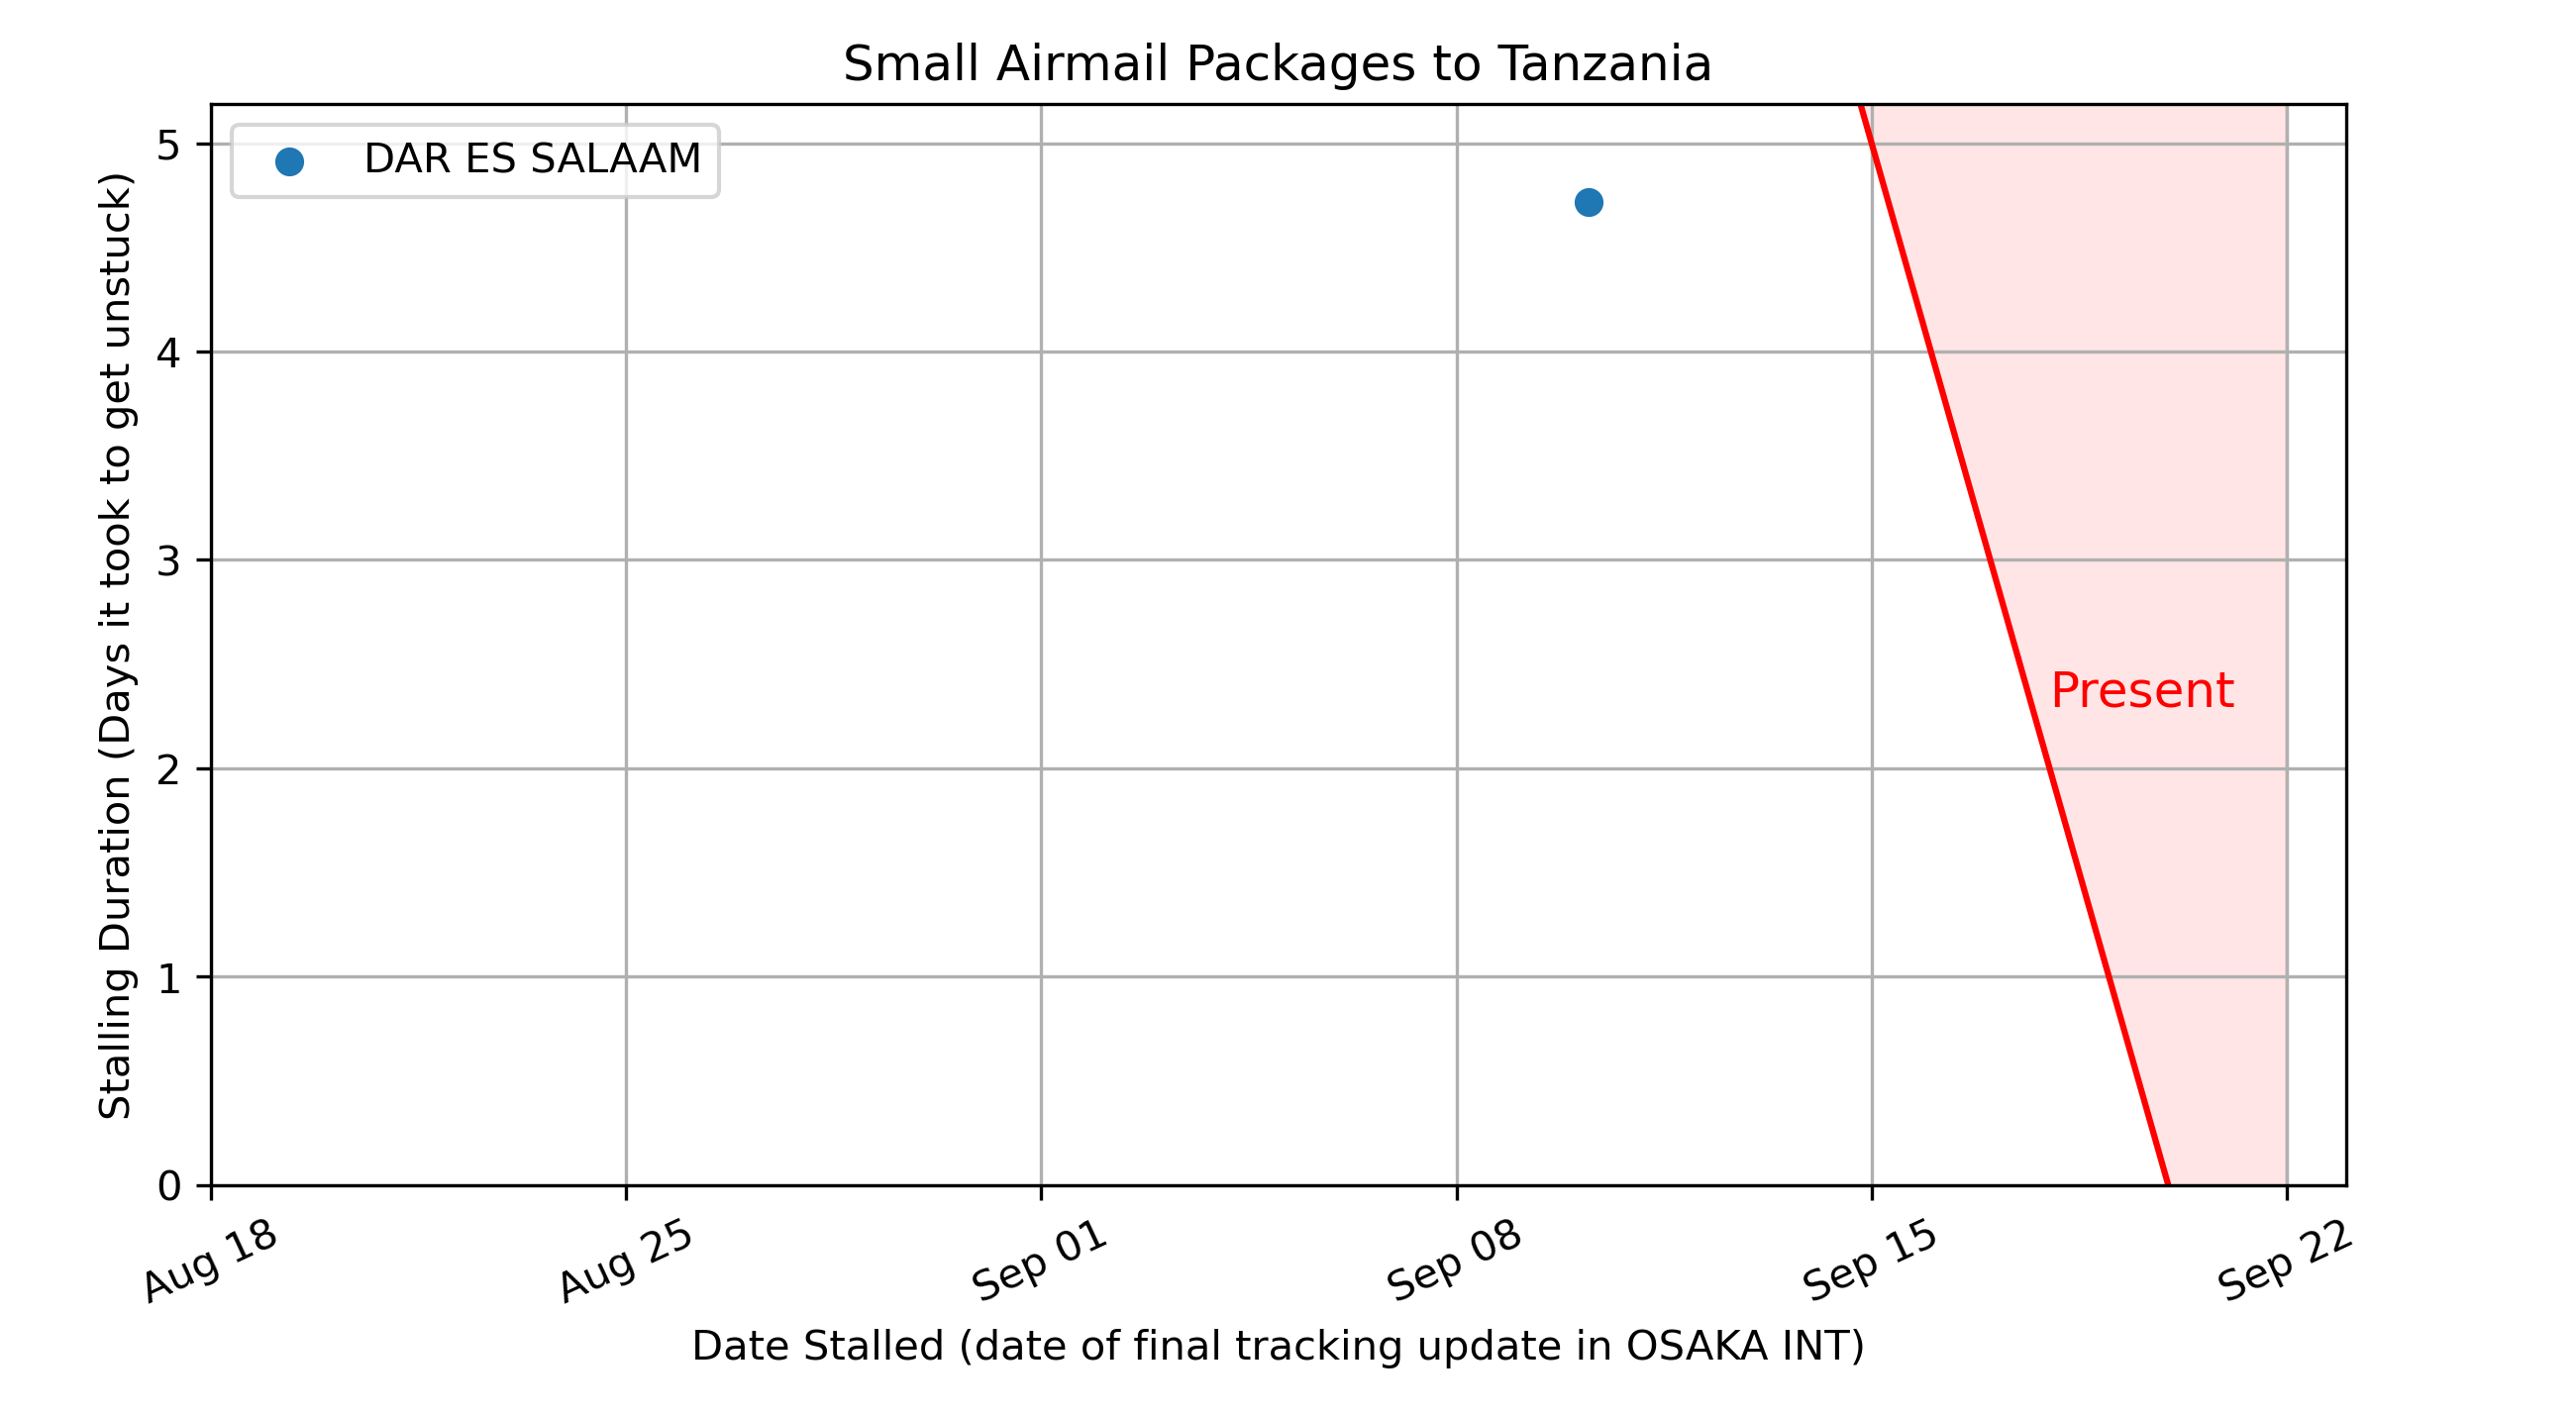 Small Airmail Packages to Tanzania
DAR ES SALAAM
5
4
3
2
1
0
Stalling Duration (Days it took to get unstuck)
Present
Aug 18
Aug 25
Sep 01
Sep 08
Sep 15
Sep 22
Date Stalled (date of final tracking update in OSAKA INT)